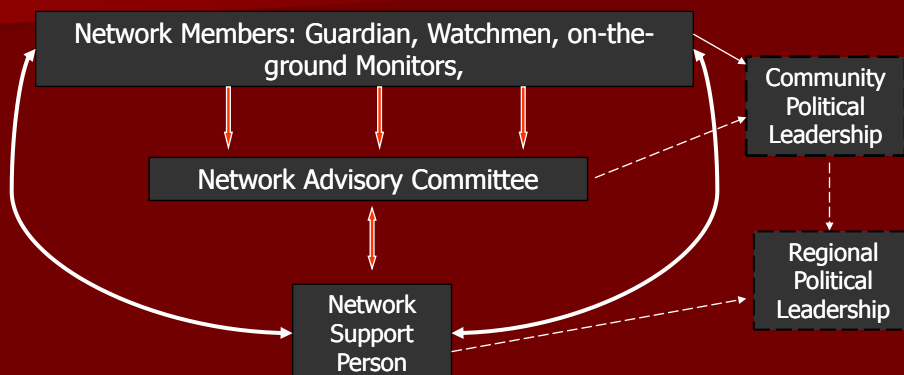 Network Members: Guardian, Watchmen, on-the-
ground Monitors,
Community
Political
Leadership
Network Advisory Committee
Regional
Political
Leadership
Network
Support
Person